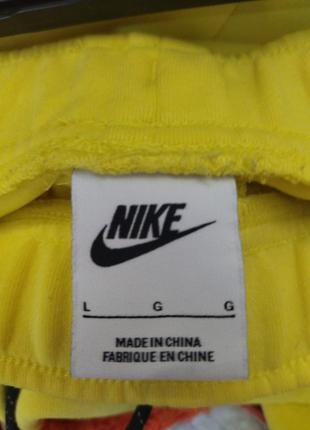 NIKE
L G G
MADE IN CHINA
FABRIQUE EN CHINE